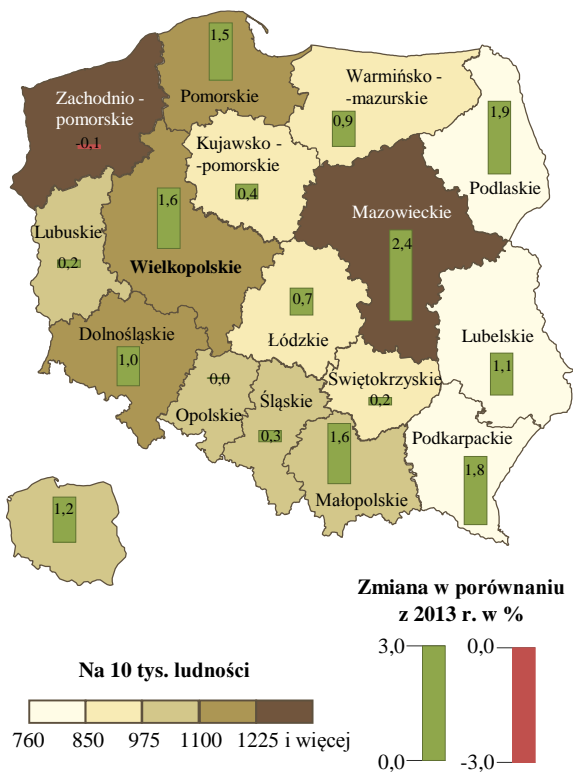 1,5
Pomorskie
Zachodnio -
pomorskie
-0,1
Warmińsko -
-mazurskie
0,9
1,9
Podlaskie
Kujawsko -
-pomorskie
0,4
1,6
Wielkopolskie
Mazowieckie
2,4
Lubuskie
0,2
0,7
Łódzkie
Dolnośląskie
1,0
Lubelskie
1,1
0,0
Opolskie
Śląskie
0,3
Świętokrzyskie
0,2
1,6
Małopolskie
Podkarpackie
1,8
1,2
Zmiana w porównaniu
z 2013 r. w %
3,0 0,0
0,0 -3,0
Na 10 tys. ludności
760 850 975 1100 1225 i więcej